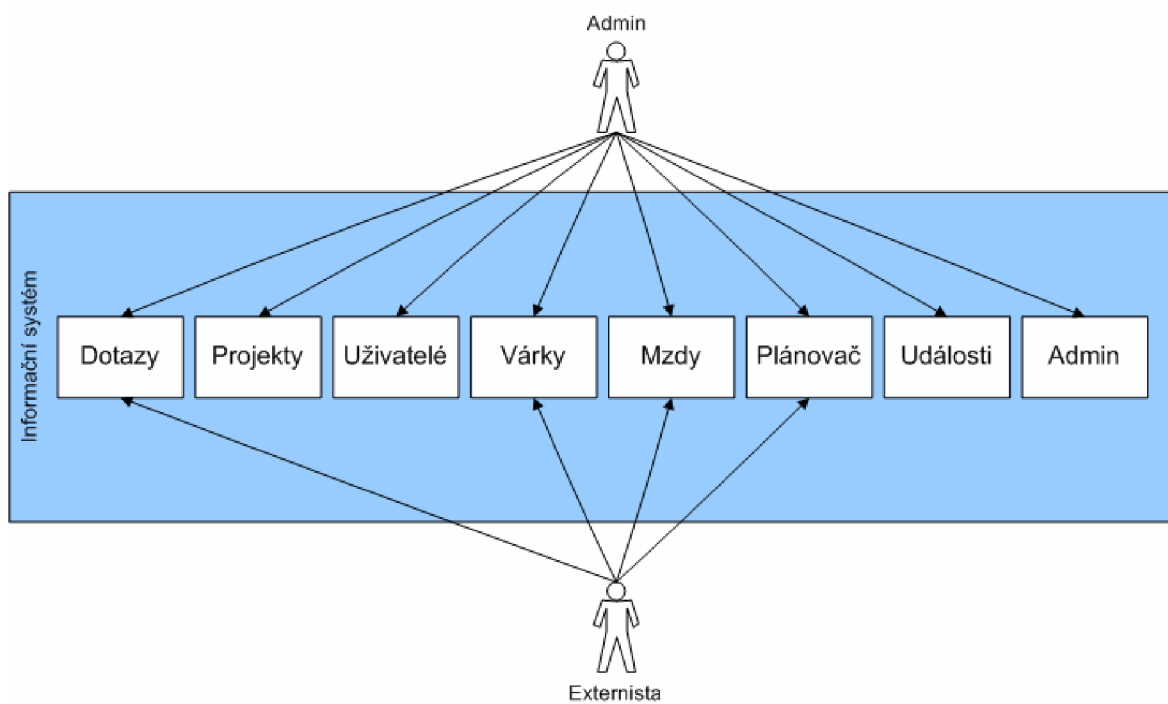 Admin
Informační systém
Dotazy
Projekty
Uživatelé
Várky
Mzdy
Plánovač
Události
Admin
Externista